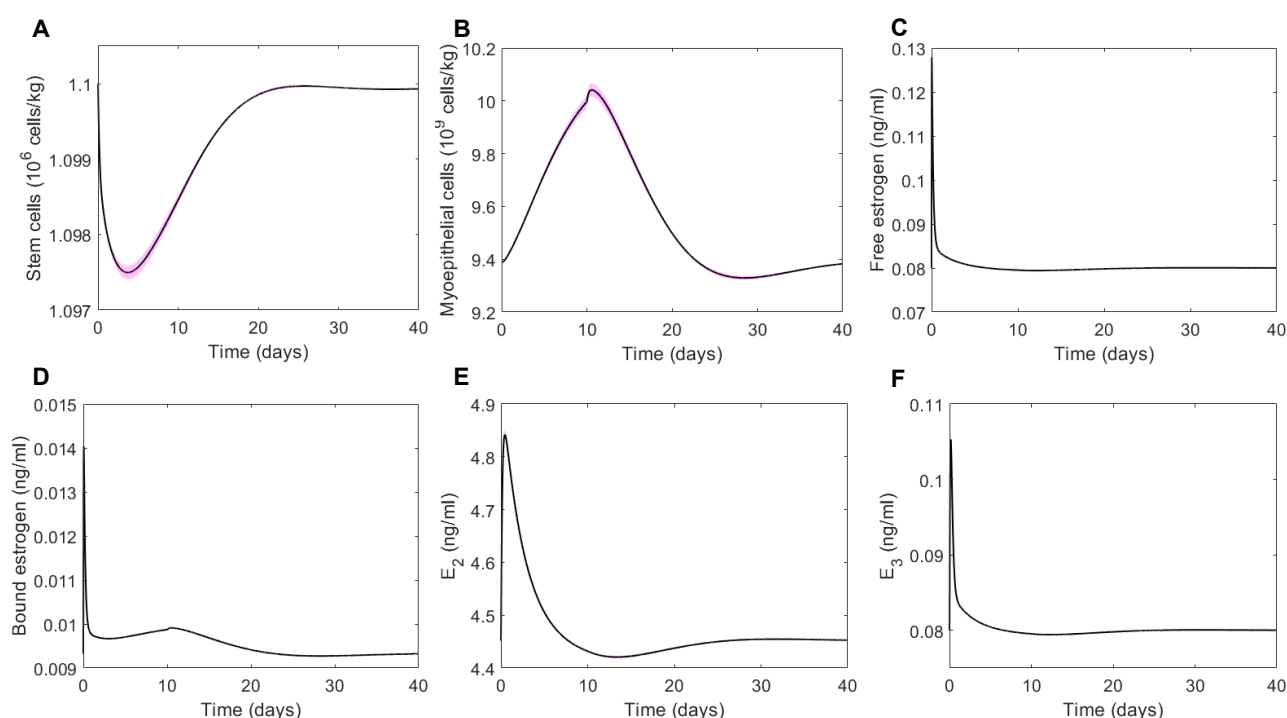 A
B
C
Stem cells (10^6 cells/kg)
1.1
1.099
1.098
1.097
0 10 20 30 40
Time (days)
Myoepithelial cells (10^9 cells/kg)
10.2
10
9.8
9.6
9.4
9.2
0 10 20 30 40
Time (days)
Free estrogen (ng/ml)
0.13
0.12
0.11
0.1
0.09
0.08
0.07
0 10 20 30 40
Time (days)
D
E
F
Bound estrogen (ng/ml)
0.015
0.014
0.013
0.012
0.011
0.01
0.009
0 10 20 30 40
Time (days)
E_2 (ng/ml)
4.9
4.8
4.7
4.6
4.5
4.4
0 10 20 30 40
Time (days)
E_3 (ng/ml)
0.11
0.1
0.09
0.08
0 10 20 30 40
Time (days)